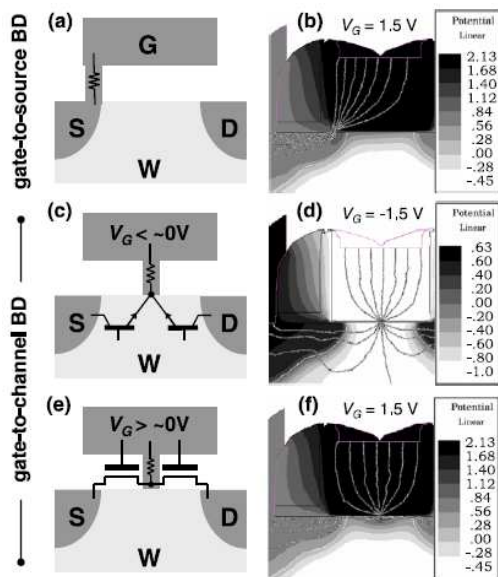 gate-to-source BD
(a)
G
S
D
W
(b)
V_G = 1.5 V
Potential
Linear
2.13
1.68
1.40
1.12
.84
.56
.28
.00
-.28
-.45
gate-to-channel BD
(c)
V_G < ~0V
S
D
W
(d)
V_G = -1,5 V
Potential
Linear
.63
.40
.20
.00
-.20
-.40
-.60
-.80
-1.0
(e)
V_G > ~0V
S
D
W
(f)
V_G = 1.5 V
Potential
Linear
2.13
1.68
1.40
1.12
.84
.56
.28
.00
-.28
-.45